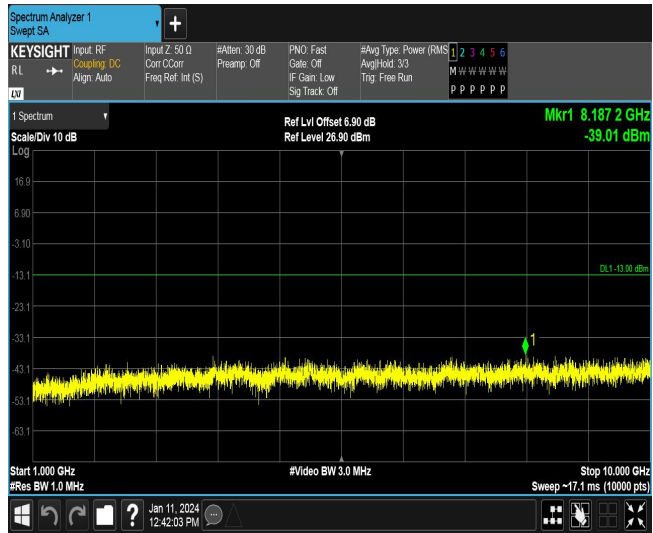 Spectrum Analyzer 1
Swept SA
+
KEYSIGHT
RL
LXI
Input: RF
Coupling: DC
Align: Auto
Input Z: 50 Ω
Corr CCorr
Freq Ref: Int (S)
#Atten: 30 dB
Preamp: Off
PNO: Fast
Gate: Off
IF Gain: Low
Sig Track: Off
#Avg Type: Power (RMS
Avg|Hold: 3/3
Trig: Free Run
1 2 3 4 5 6
M W W W W W
P P P P P P
1 Spectrum
Scale/Div 10 dB
Log
Ref Lvl Offset 6.90 dB
Ref Level 26.90 dBm
Mkr1 8.187 2 GHz
-39.01 dBm
16.9
6.90
-3.10
-13.1
DL1 -13.00 dBm
-23.1
-33.1
1
-43.1
-53.1
-63.1
Start 1.000 GHz
#Video BW 3.0 MHz
Stop 10.000 GHz
#Res BW 1.0 MHz
Sweep ~17.1 ms (10000 pts)
?
Jan 11, 2024
12:42:03 PM